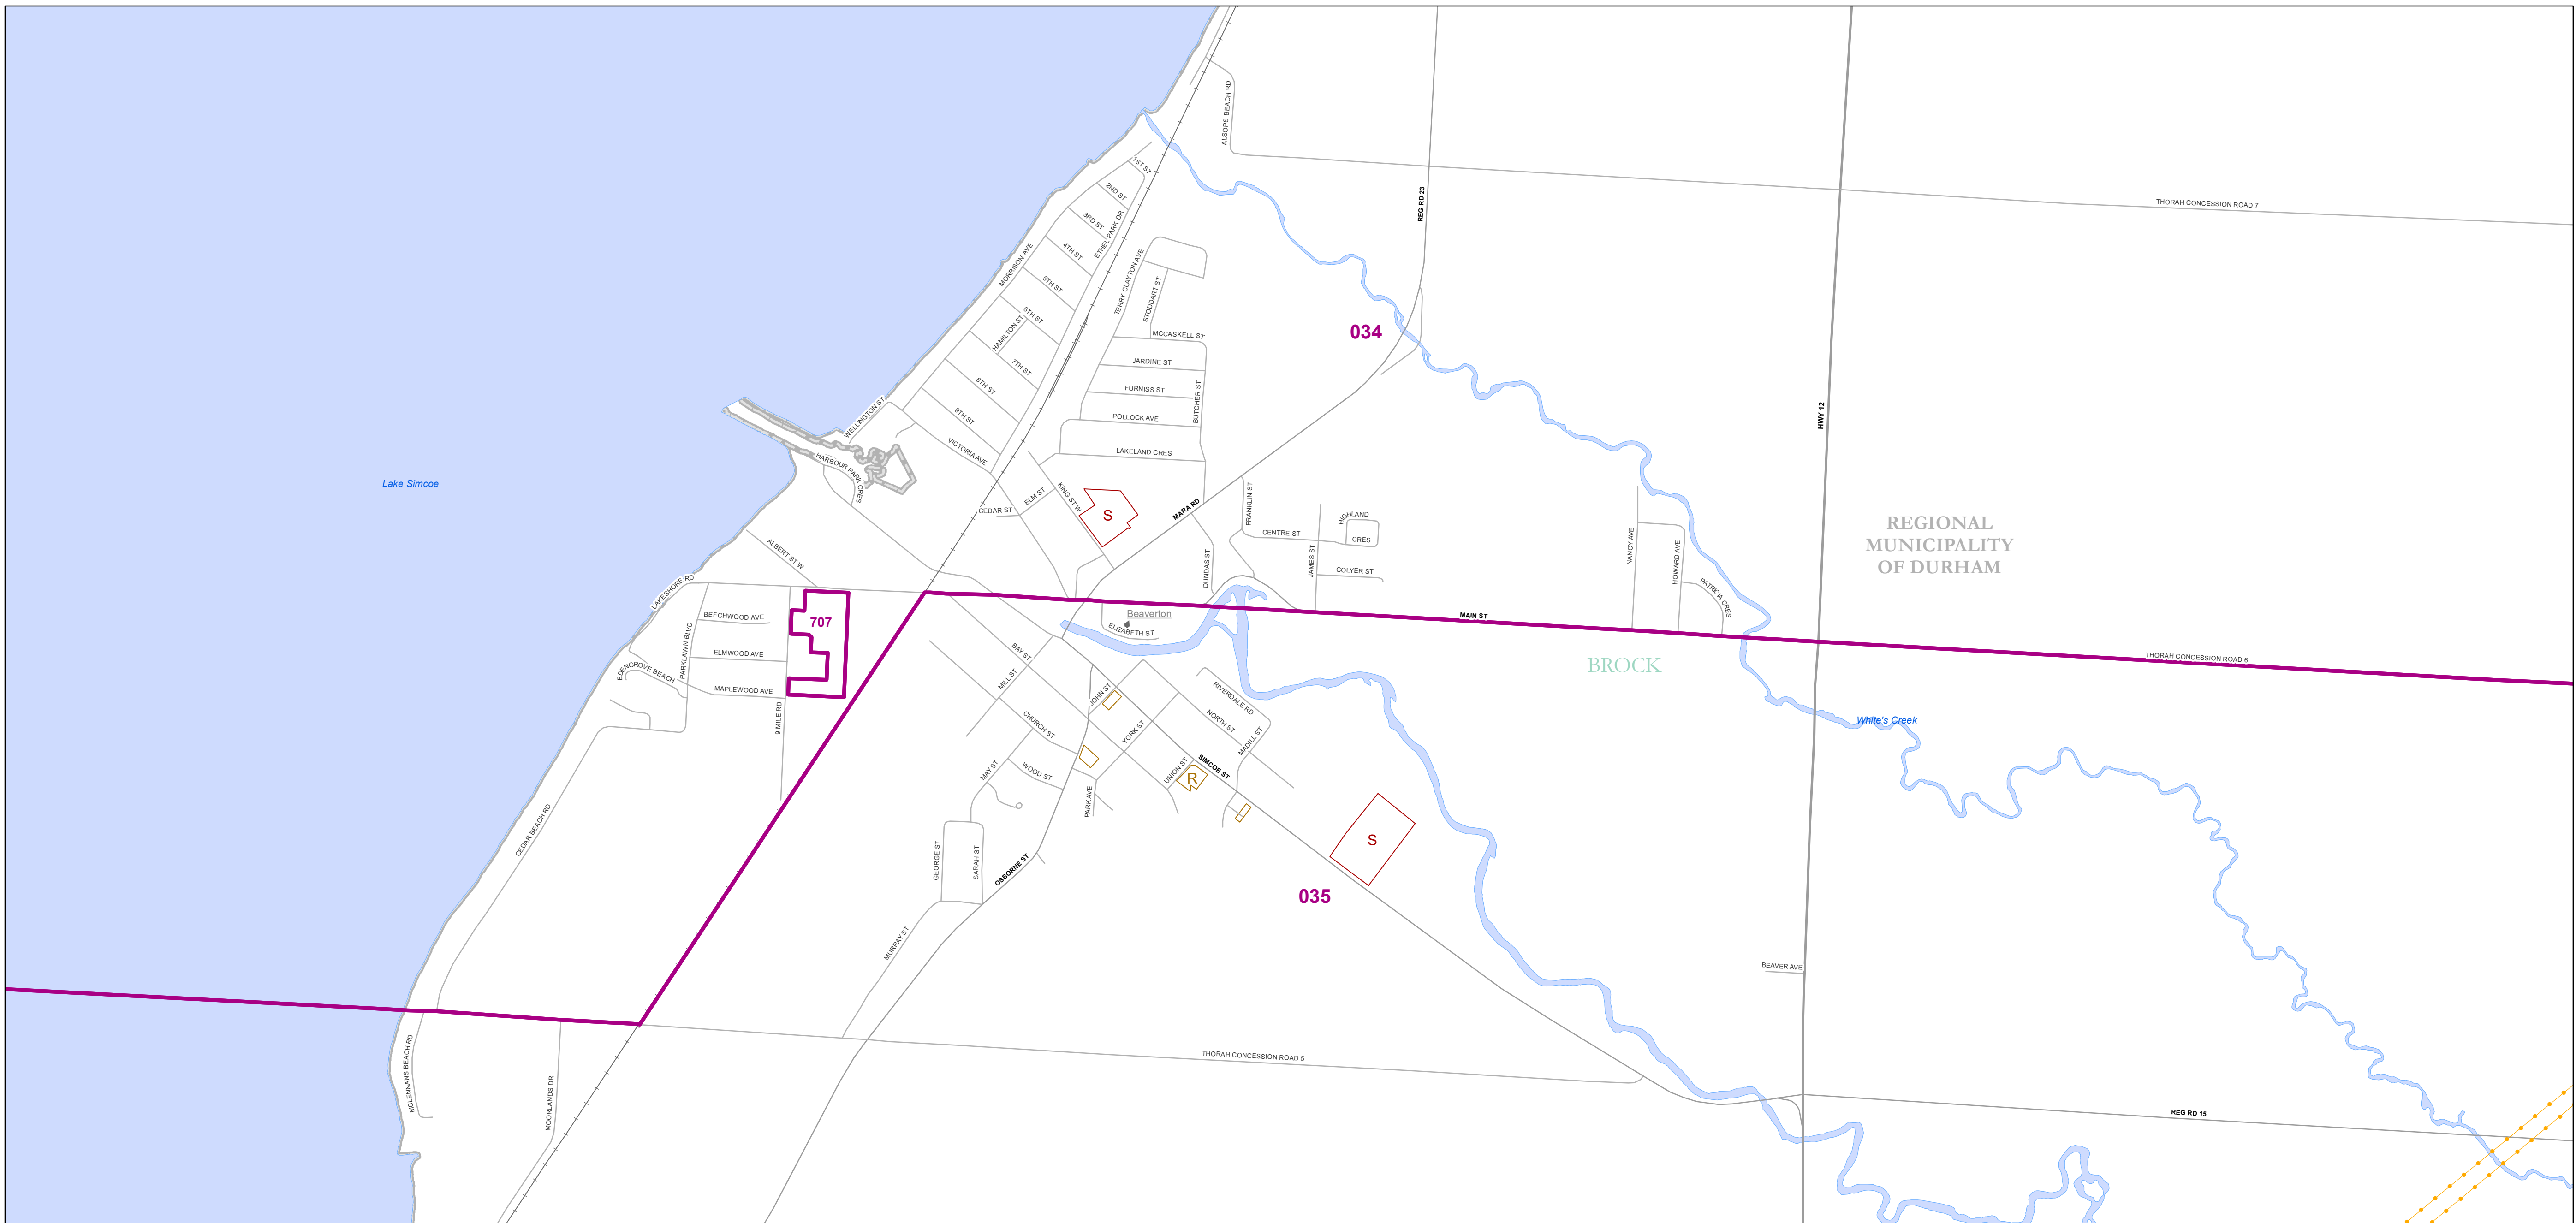 ALSOPS BEACH RD
1ST ST
2ND ST
3RD ST
ETHEL PARK DR
REG RD 23
THORAH CONCESSION ROAD 7
4TH ST
MORRISON AVE
5TH ST
TERRY CLAYTON AVE
STODDART ST
6TH ST
HAMILTON ST
MCCASKELL ST
034
7TH ST
JARDINE ST
8TH ST
FURNISS ST
BUTCHER ST
WELLINGTON ST
9TH ST
POLLOCK AVE
HWY 12
VICTORIA AVE
LAKELAND CRES
HARBOUR PARK CRES
Lake Simcoe
KING ST W
ELM ST
CEDAR ST
S
MARA RD
FRANKLIN ST
HIGHLAND
CRES
CENTRE ST
REGIONAL
MUNICIPALITY
OF DURHAM
ALBERT ST W
DUNDAS ST
JAMES ST
COLYER ST
NANCY AVE
HOWARD AVE
PATRICIA CRES
LAKESHORE RD
BEECHWOOD AVE
707
Beaverton
ELIZABETH ST
MAIN ST
PARKLAWN BLVD
ELMWOOD AVE
BAY ST
BROCK
THORAH CONCESSION ROAD 6
EDENGROVE BEACH
MAPLEWOOD AVE
9 MILE RD
MILL ST
JOHN ST
RIVERDALE RD
NORTH ST
CHURCH ST
YORK ST
MADILL ST
White's Creek
MAY ST
WOOD ST
UNION ST
SIMCOE ST
R
PARK AVE
CEDAR BEACH RD
GEORGE ST
SARAH ST
OSBORNE ST
S
035
MURRAY ST
BEAVER AVE
MCLENNANS BEACH RD
MOORLANDS DR
THORAH CONCESSION ROAD 5
REG RD 15